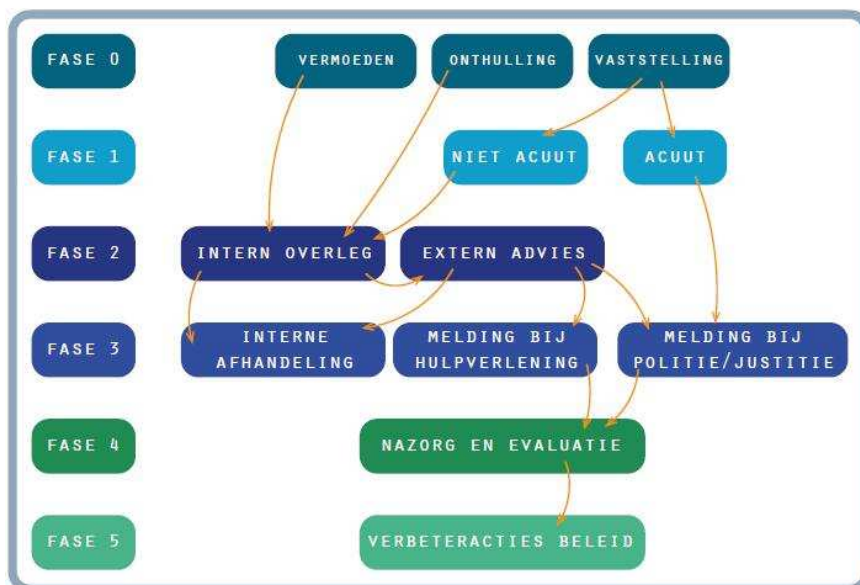 FASE 0
VERMOEDEN
ONTHULLING
VASTSTELLING
FASE 1
NIET ACUUT
ACUUT
FASE 2
INTERN OVERLEG
EXTERN ADVIES
FASE 3
INTERNE
AFHANDELING
MELDING BIJ
HULPVERLENING
MELDING BIJ
POLITIE/JUSTITIE
FASE 4
NAZORG EN EVALUATIE
FASE 5
VERBETERACTIES BELEID